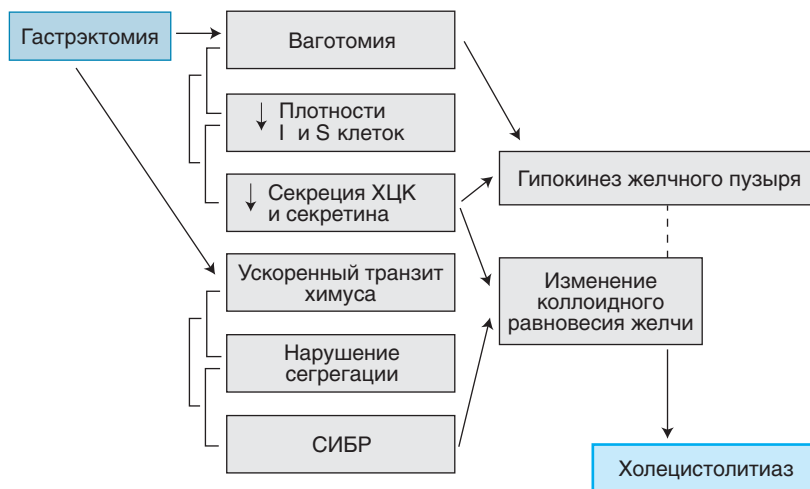 Гастрэктомия
Ваготомия
↓ Плотности
I и S клеток
↓ Секреция ХЦК
и секретина
Гипокинез желчного пузыря
Ускоренный транзит
химуса
Изменение
коллоидного
равновесия желчи
Нарушение
сегрегации
СИБР
Холецистолитиаз